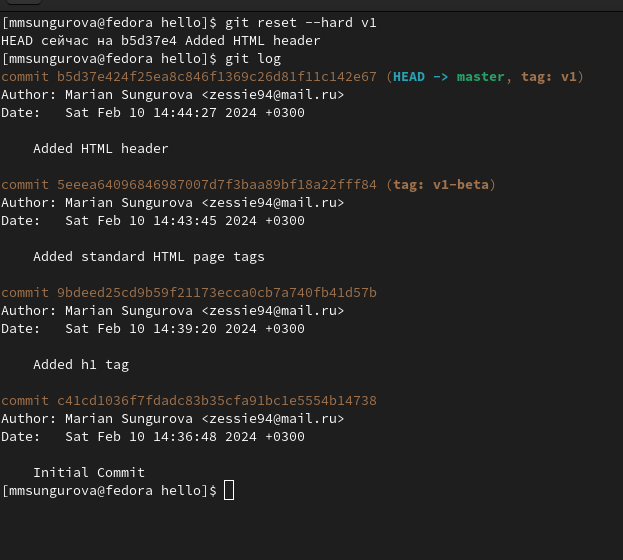 [mmsungurova@fedora hello]$ git reset --hard v1
HEAD сейчас на b5d37e4 Added HTML header
[mmsungurova@fedora hello]$ git log
commit b5d37e424f25ea8c846f1369c26d81f11c142e67 (HEAD -> master, tag: v1)
Author: Marian Sungurova <zessie94@mail.ru>
Date:   Sat Feb 10 14:44:27 2024 +0300
    Added HTML header
commit 5eeea64096846987007d7f3baa89bf18a22fff84 (tag: v1-beta)
Author: Marian Sungurova <zessie94@mail.ru>
Date:   Sat Feb 10 14:43:45 2024 +0300
    Added standard HTML page tags
commit 9bdeed25cd9b59f21173ecca0cb7a740fb41d57b
Author: Marian Sungurova <zessie94@mail.ru>
Date:   Sat Feb 10 14:39:20 2024 +0300
    Added h1 tag
commit c41cd1036f7fdadc83b35cfa91bc1e5554b14738
Author: Marian Sungurova <zessie94@mail.ru>
Date:   Sat Feb 10 14:36:48 2024 +0300
    Initial Commit
[mmsungurova@fedora hello]$